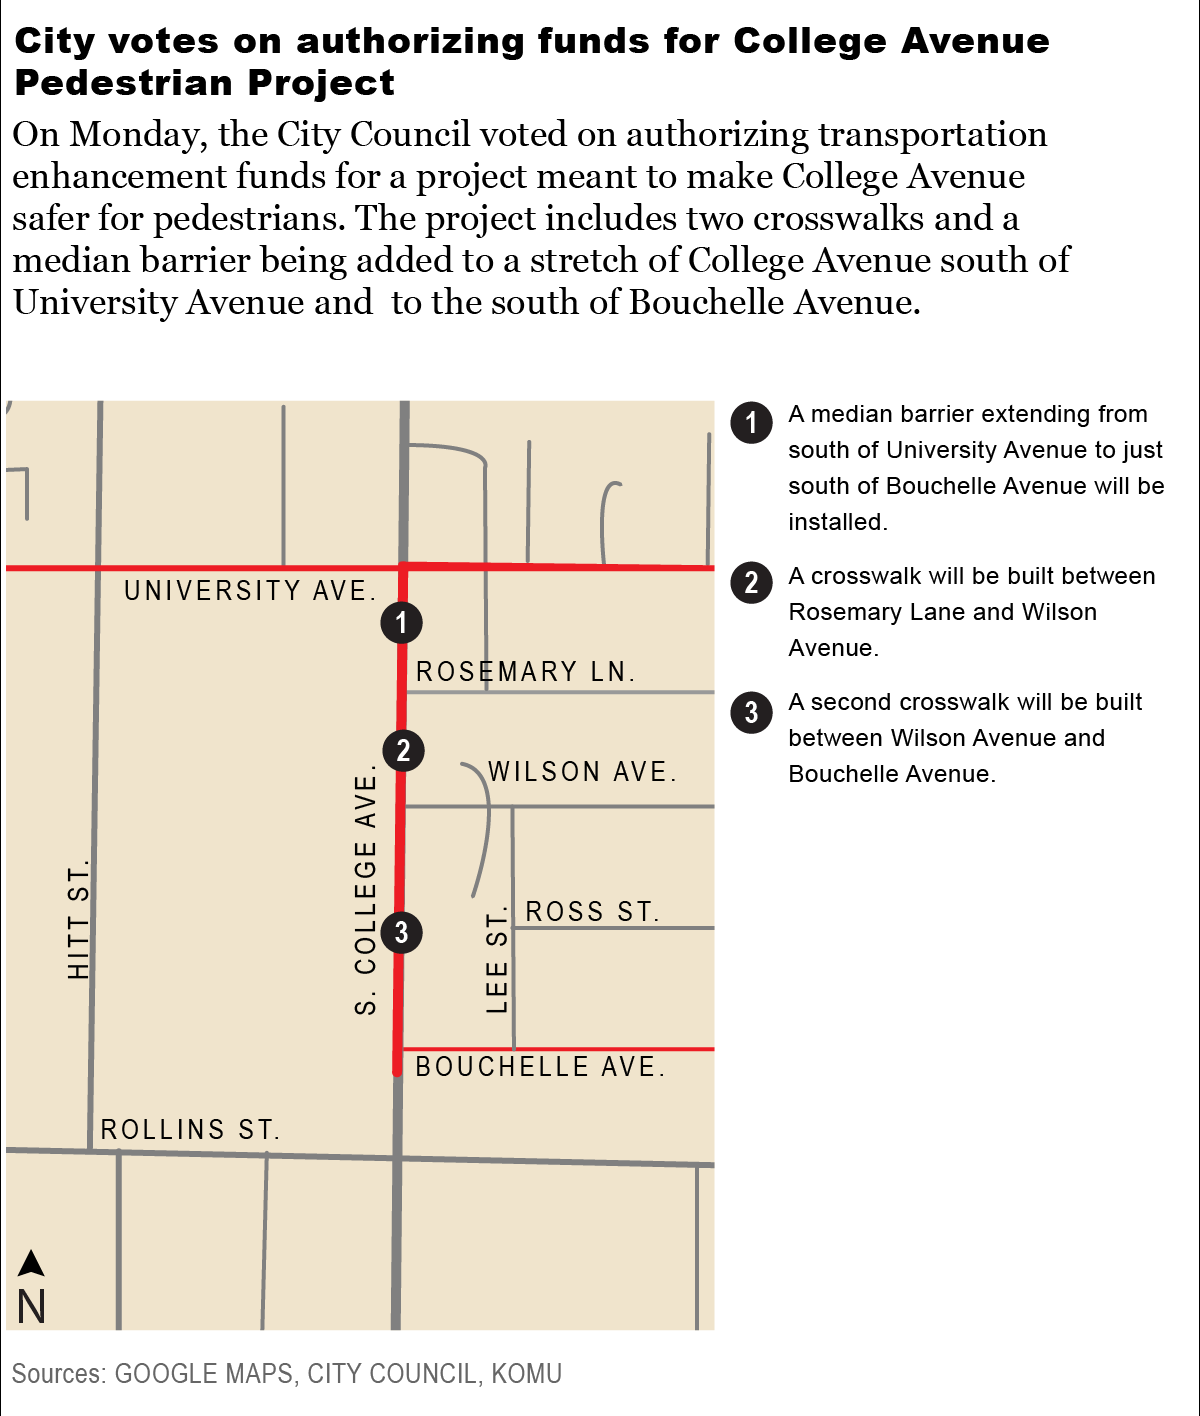 City votes on authorizing funds for College Avenue
Pedestrian Project
On Monday, the City Council voted on authorizing transportation
enhancement funds for a project meant to make College Avenue
safer for pedestrians. The project includes two crosswalks and a
median barrier being added to a stretch of College Avenue south of
University Avenue and  to the south of Bouchelle Avenue.
UNIVERSITY AVE.
1
ROSEMARY LN.
2
WILSON AVE.
S. COLLEGE AVE.
HITT ST.
3
LEE ST.
ROSS ST.
BOUCHELLE AVE.
ROLLINS ST.
N
1
A median barrier extending from
south of University Avenue to just
south of Bouchelle Avenue will be
installed.
2
A crosswalk will be built between
Rosemary Lane and Wilson
Avenue.
3
A second crosswalk will be built
between Wilson Avenue and
Bouchelle Avenue.
Sources: GOOGLE MAPS, CITY COUNCIL, KOMU